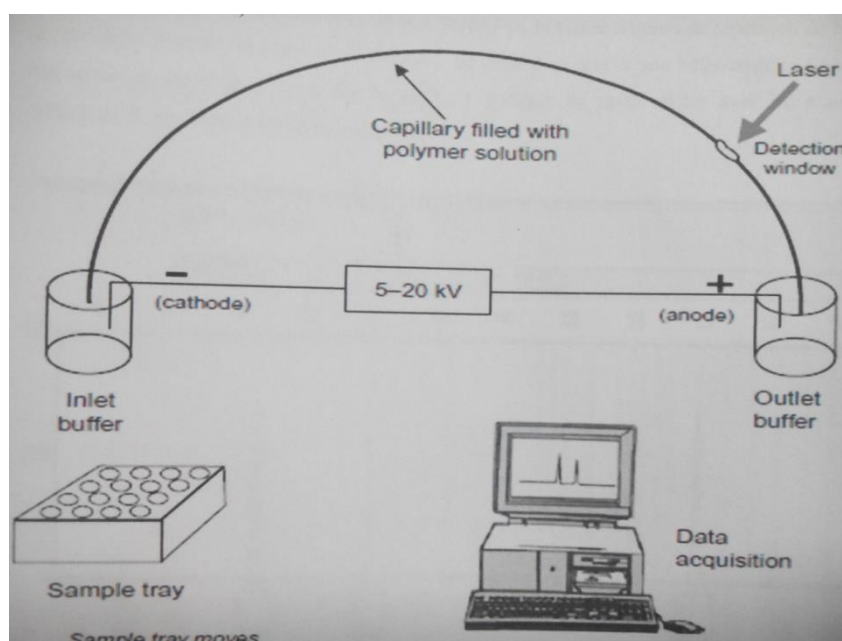 Laser
Capillary filled with
polymer solution
Detection
window
−
+
5–20 kV
(cathode)
(anode)
Inlet
buffer
Outlet
buffer
Data
acquisition
Sample tray
Sample tray moves